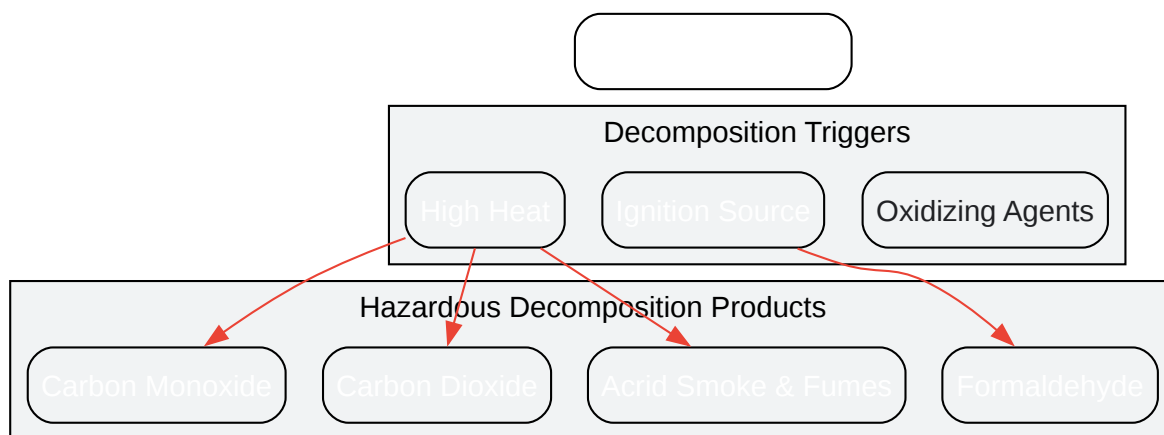 Decomposition Triggers
High Heat
Ignition Source
Oxidizing Agents
Hazardous Decomposition Products
Carbon Monoxide
Carbon Dioxide
Acrid Smoke & Fumes
Formaldehyde